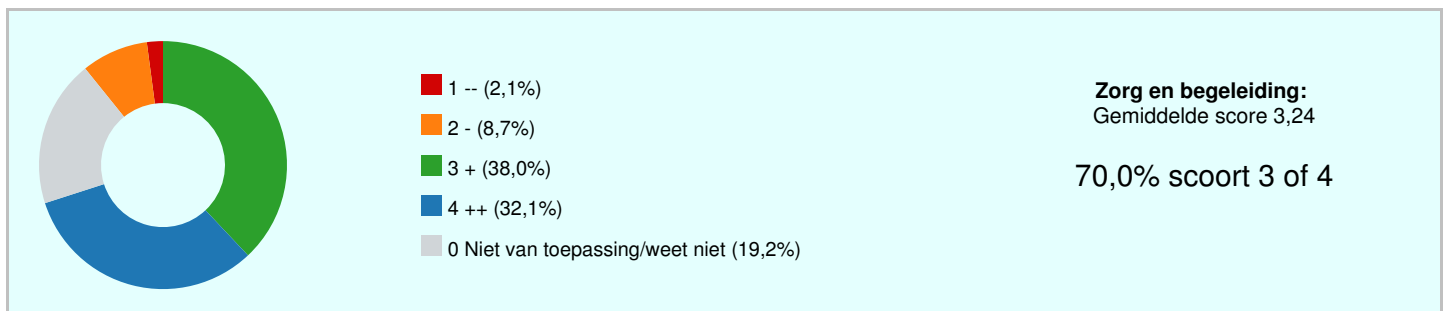 1 -- (2,1%)
2 - (8,7%)
3 + (38,0%)
4 ++ (32,1%)
0 Niet van toepassing/weet niet (19,2%)
Zorg en begeleiding:
Gemiddelde score 3,24
70,0% scoort 3 of 4